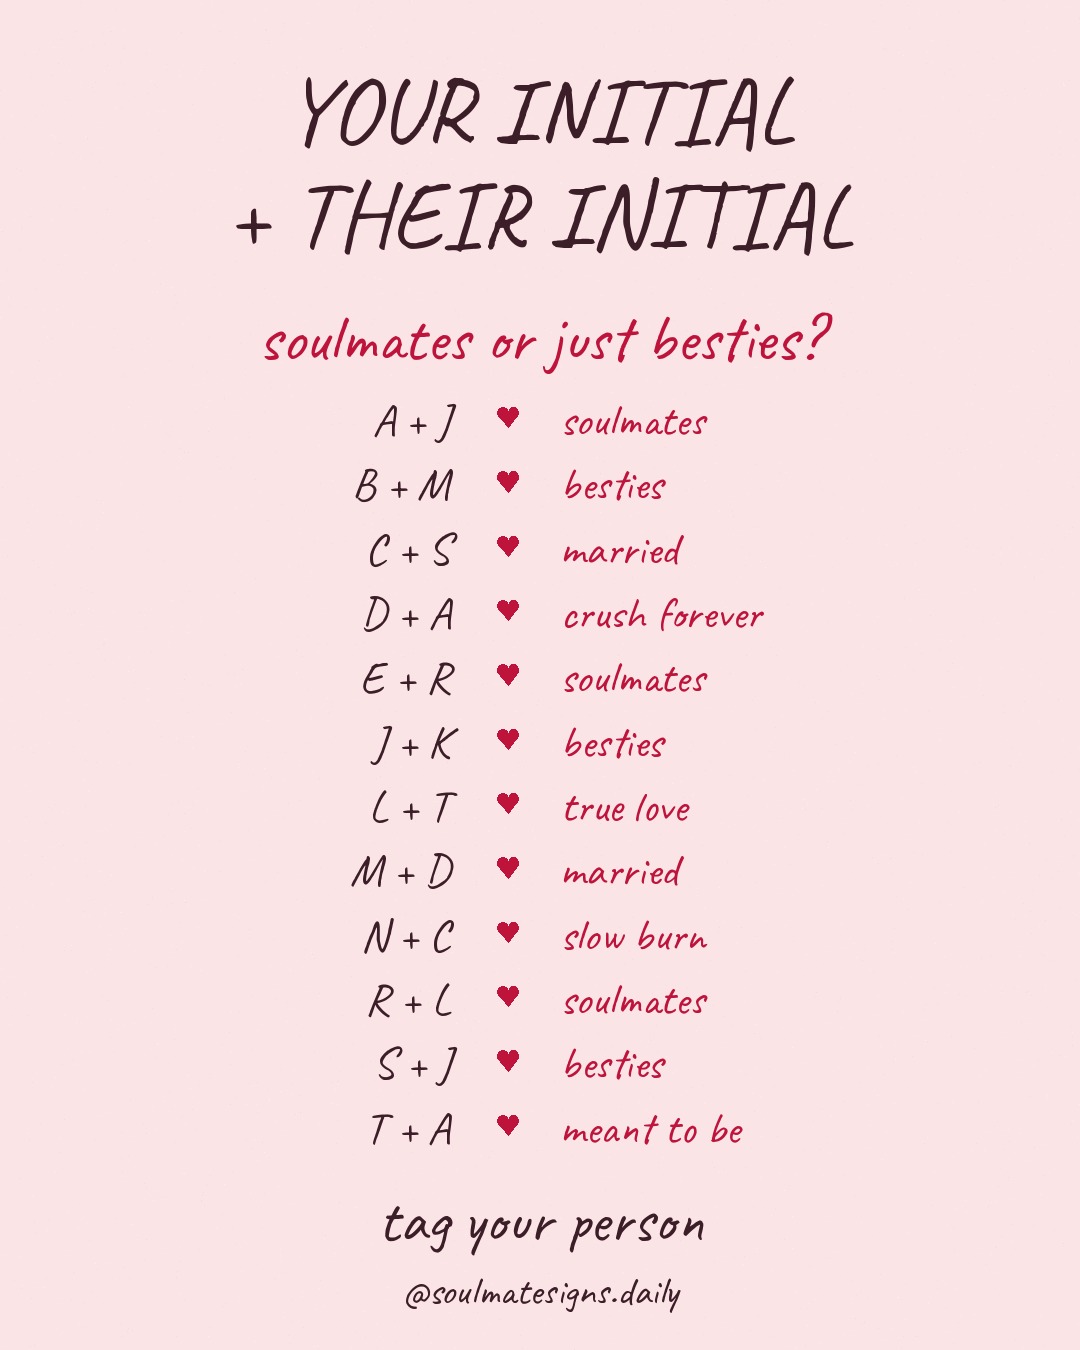 YOUR INITIAL
+ THEIR INITIAL
soulmates or just besties?
A + J ♥ soulmates
B + M ♥ besties
C + S ♥ married
D + A ♥ crush forever
E + R ♥ soulmates
J + K ♥ besties
L + T ♥ true love
M + D ♥ married
N + C ♥ slow burn
R + L ♥ soulmates
S + J ♥ besties
T + A ♥ meant to be
tag your person
@soulmatesigns.daily